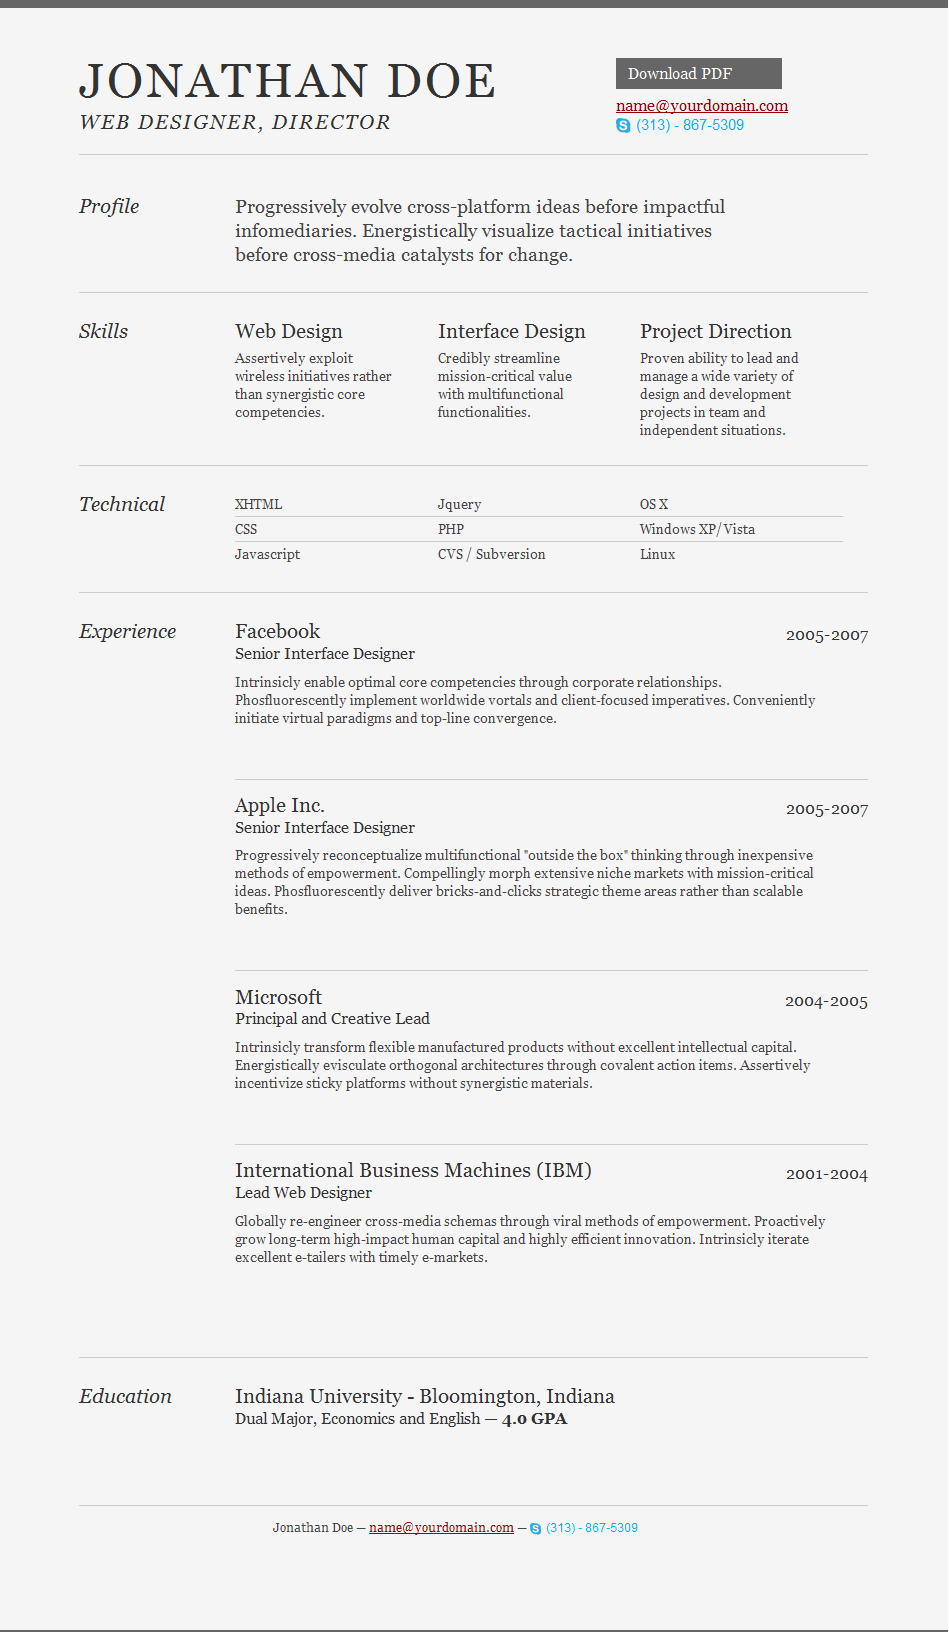 JONATHAN DOE
WEB DESIGNER, DIRECTOR
Download PDF
name@yourdomain.com
(313) - 867-5309
Profile
Progressively evolve cross-platform ideas before impactful
infomediaries. Energistically visualize tactical initiatives
before cross-media catalysts for change.
Skills
Web Design
Assertively exploit
wireless initiatives rather
than synergistic core
competencies.
Interface Design
Credibly streamline
mission-critical value
with multifunctional
functionalities.
Project Direction
Proven ability to lead and
manage a wide variety of
design and development
projects in team and
independent situations.
Technical
XHTML Jquery OS X
CSS PHP Windows XP/Vista
Javascript CVS / Subversion Linux
Experience
Facebook 2005-2007
Senior Interface Designer
Intrinsicly enable optimal core competencies through corporate relationships.
Phosfluorescently implement worldwide vortals and client-focused imperatives. Conveniently
initiate virtual paradigms and top-line convergence.
Apple Inc. 2005-2007
Senior Interface Designer
Progressively reconceptualize multifunctional "outside the box" thinking through inexpensive
methods of empowerment. Compellingly morph extensive niche markets with mission-critical
ideas. Phosfluorescently deliver bricks-and-clicks strategic theme areas rather than scalable
benefits.
Microsoft 2004-2005
Principal and Creative Lead
Intrinsicly transform flexible manufactured products without excellent intellectual capital.
Energistically evisculate orthogonal architectures through covalent action items. Assertively
incentivize sticky platforms without synergistic materials.
International Business Machines (IBM) 2001-2004
Lead Web Designer
Globally re-engineer cross-media schemas through viral methods of empowerment. Proactively
grow long-term high-impact human capital and highly efficient innovation. Intrinsicly iterate
excellent e-tailers with timely e-markets.
Education
Indiana University - Bloomington, Indiana
Dual Major, Economics and English — 4.0 GPA
Jonathan Doe — name@yourdomain.com — (313) - 867-5309